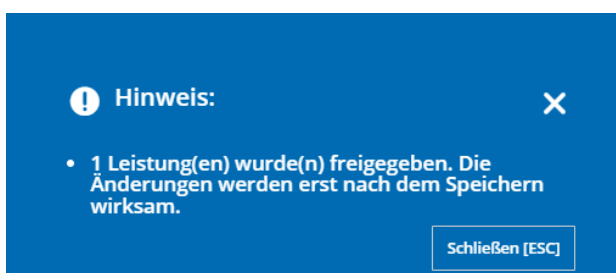 Hinweis:
• 1 Leistung(en) wurde(n) freigegeben. Die
Änderungen werden erst nach dem Speichern
wirksam.
Schließen [ESC]